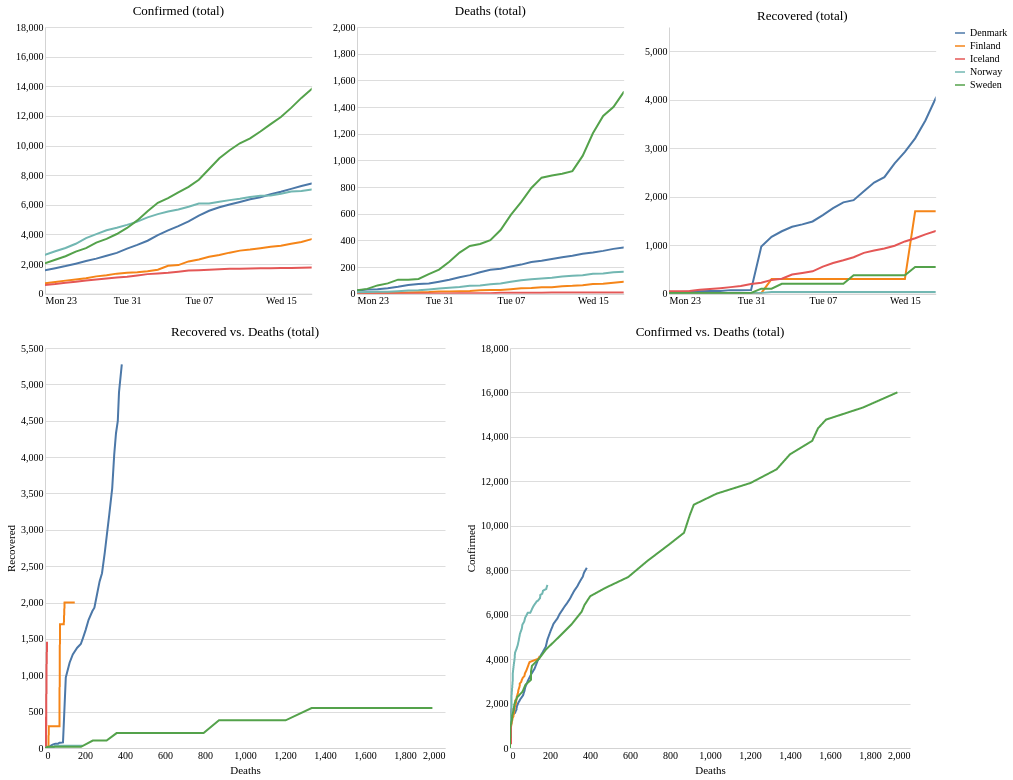 Confirmed (total)
18,000
16,000
14,000
12,000
10,000
8,000
6,000
4,000
2,000
0
Mon 23 Tue 31 Tue 07 Wed 15
Deaths (total)
2,000
1,800
1,600
1,400
1,200
1,000
800
600
400
200
0
Mon 23 Tue 31 Tue 07 Wed 15
Recovered (total)
5,000
4,000
3,000
2,000
1,000
0
Mon 23 Tue 31 Tue 07 Wed 15
Denmark
Finland
Iceland
Norway
Sweden
Recovered vs. Deaths (total)
Recovered
5,500
5,000
4,500
4,000
3,500
3,000
2,500
2,000
1,500
1,000
500
0
0 200 400 600 800 1,000 1,200 1,400 1,600 1,800 2,000
Deaths
Confirmed vs. Deaths (total)
Confirmed
18,000
16,000
14,000
12,000
10,000
8,000
6,000
4,000
2,000
0
0 200 400 600 800 1,000 1,200 1,400 1,600 1,800 2,000
Deaths